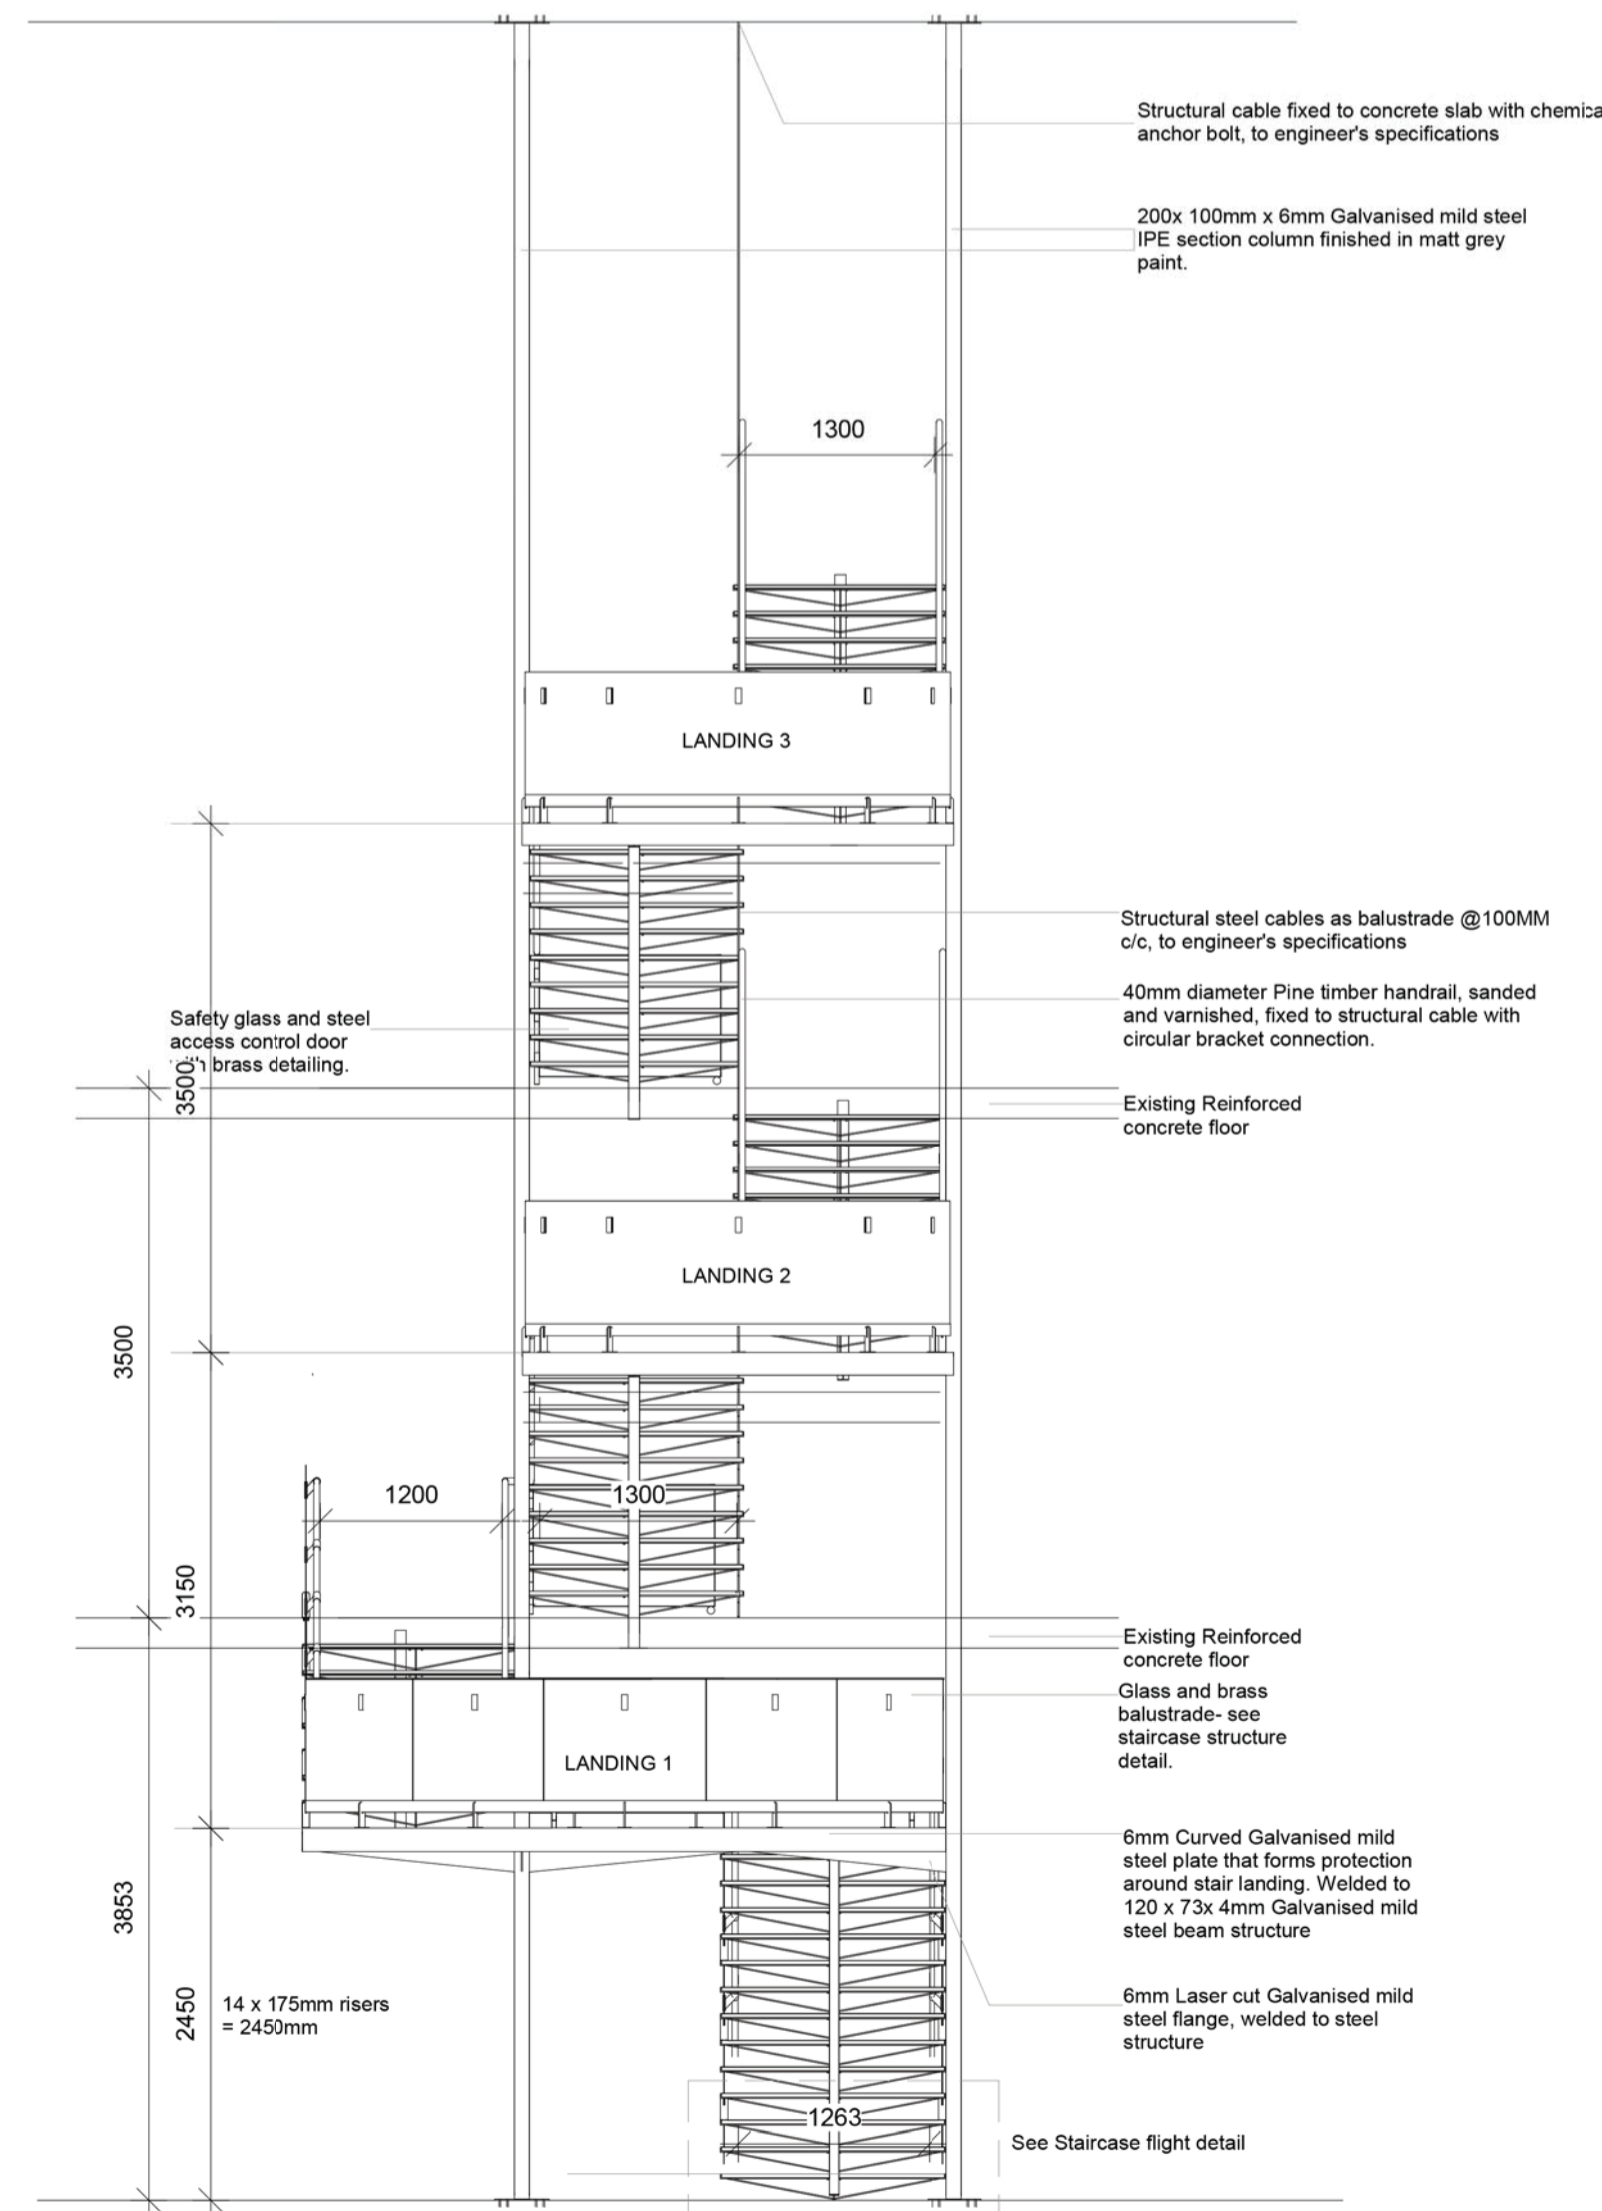 Structural cable fixed to concrete slab with chemica
anchor bolt, to engineer's specifications
200x 100mm x 6mm Galvanised mild steel
IPE section column finished in matt grey
paint.
1300
LANDING 3
Structural steel cables as balustrade @100MM
c/c, to engineer's specifications
40mm diameter Pine timber handrail, sanded
and varnished, fixed to structural cable with
circular bracket connection.
Safety glass and steel
access control door
brass detailing.
3500
Existing Reinforced
concrete floor
LANDING 2
3500
1200
1300
3150
Existing Reinforced
concrete floor
Glass and brass
balustrade- see
staircase structure
detail.
LANDING 1
6mm Curved Galvanised mild
steel plate that forms protection
around stair landing. Welded to
120 x 73x 4mm Galvanised mild
steel beam structure
3853
2450
14 x 175mm risers
= 2450mm
6mm Laser cut Galvanised mild
steel flange, welded to steel
structure
1263
See Staircase flight detail